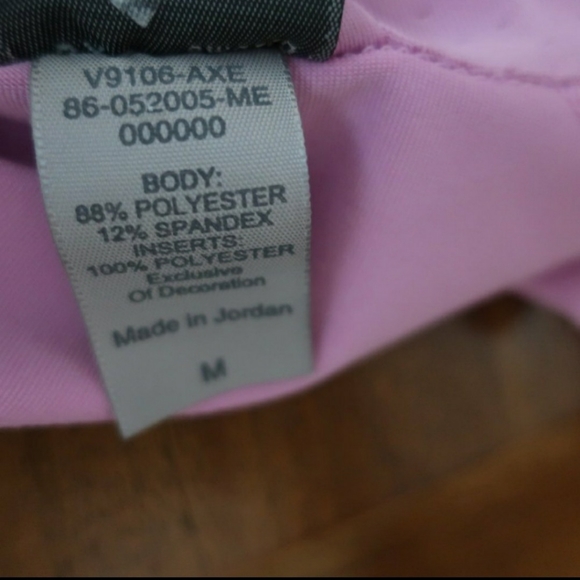 V9106-AXE
86-052005-ME
000000
BODY:
88% POLYESTER
12% SPANDEX
INSERTS:
100% POLYESTER
Exclusive
Of Decoration
Made in Jordan
M